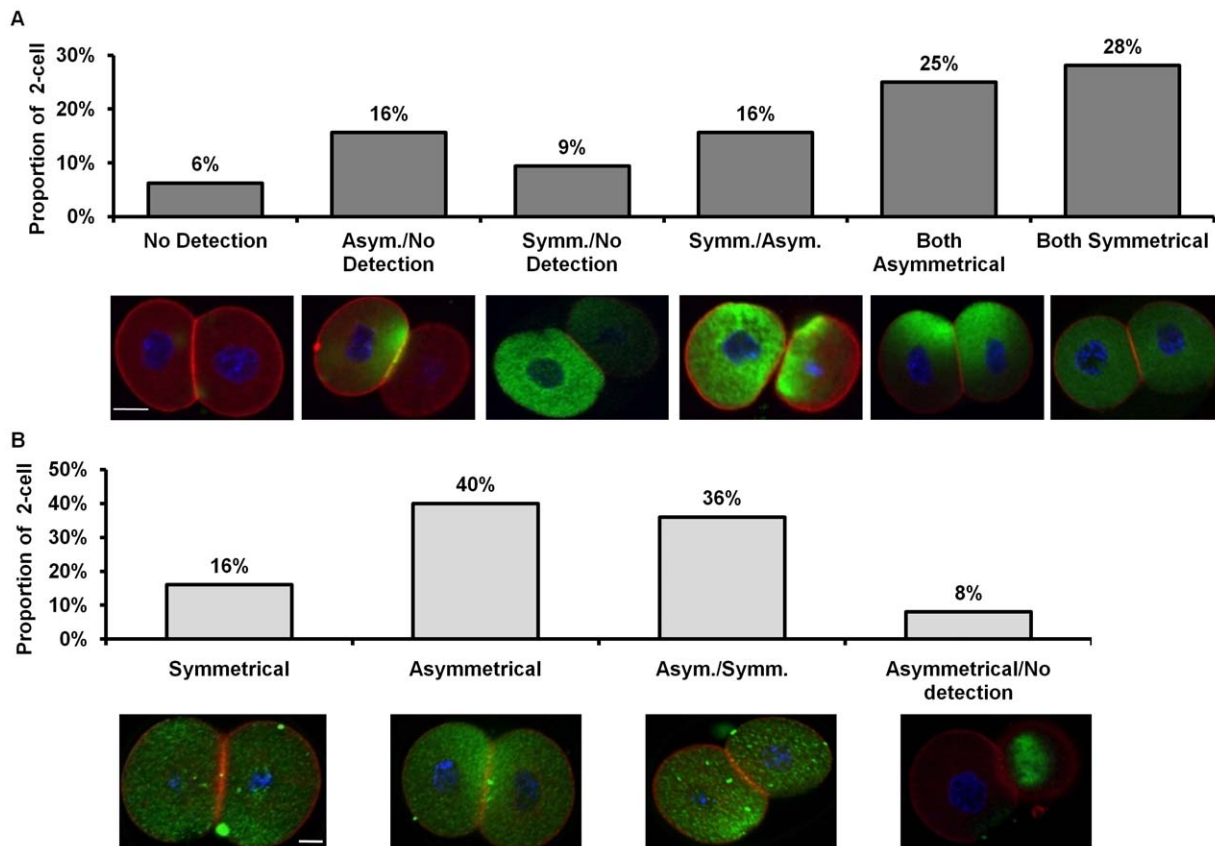 A
Proportion of 2-cell
30%
20%
10%
0%
6%
16%
9%
16%
25%
28%
No Detection
Asym./No
Detection
Symm./No
Detection
Symm./Asym.
Both
Asymmetrical
Both Symmetrical
B
Proportion of 2-cell
50%
40%
30%
20%
10%
0%
16%
40%
36%
8%
Symmetrical
Asymmetrical
Asym./Symm.
Asymmetrical/No
detection